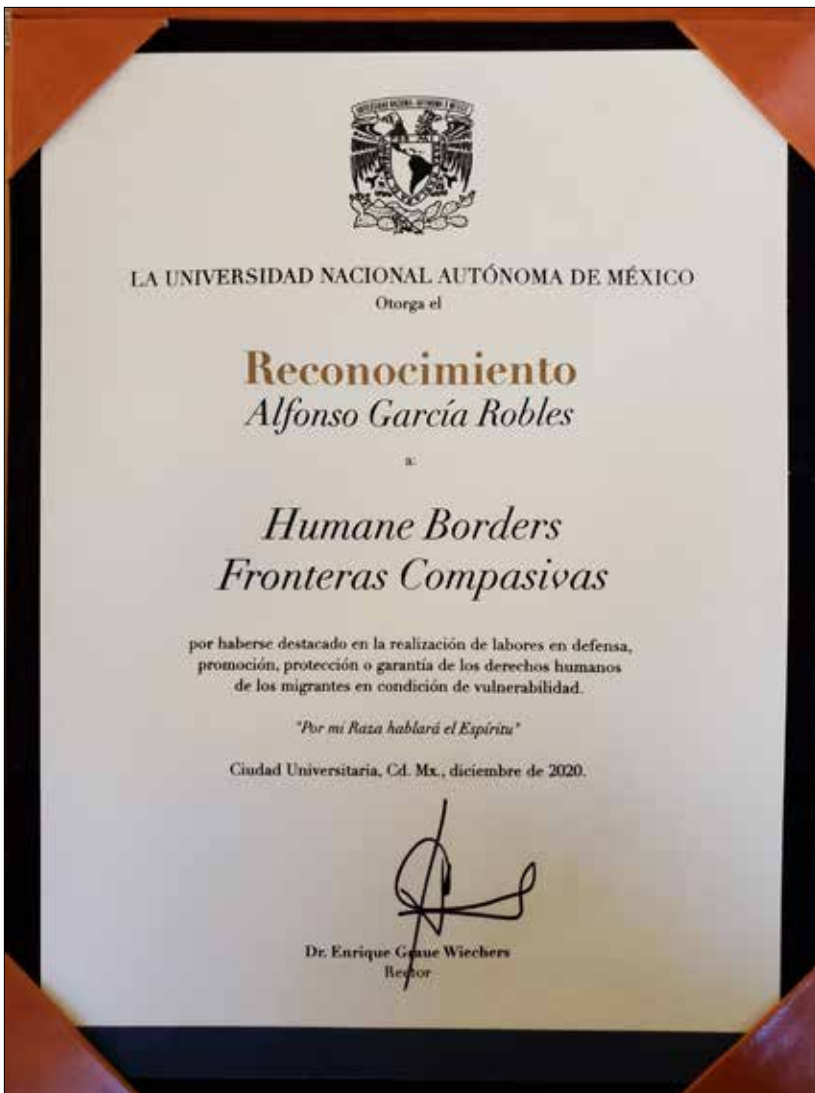 LA UNIVERSIDAD NACIONAL AUTÓNOMA DE MÉXICO
Otorga el
Reconocimiento
Alfonso García Robles
a:
Humane Borders
Fronteras Compasivas
por haberse destacado en la realización de labores en defensa,
promoción, protección o garantía de los derechos humanos
de los migrantes en condición de vulnerabilidad.
"Por mi Raza hablará el Espíritu"
Ciudad Universitaria, Cd. Mx., diciembre de 2020.
Dr. Enrique Graue Wiechers
Rector